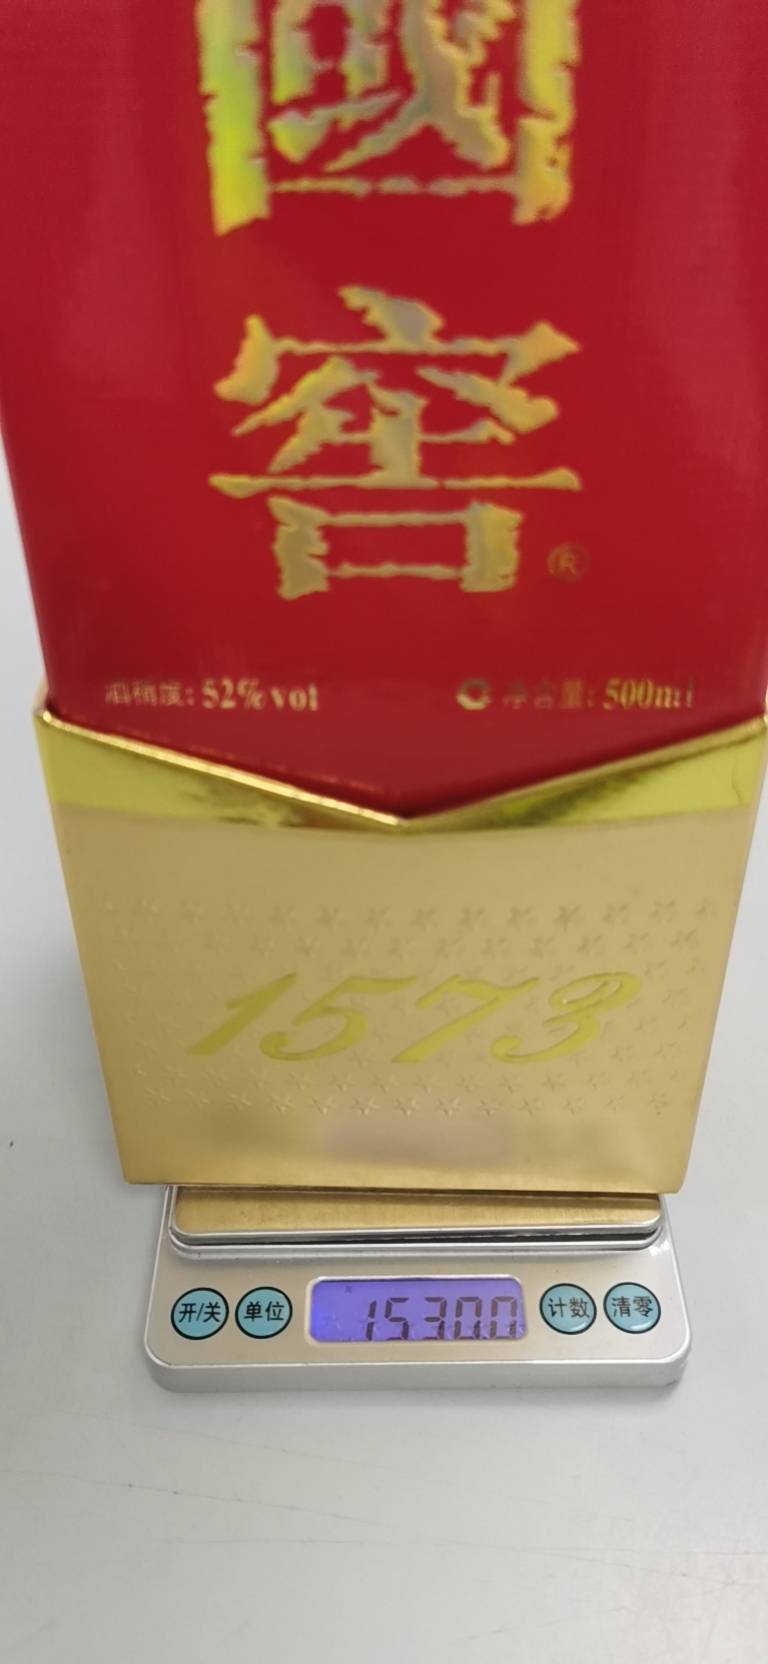 國
窖
®
酒精度: 52%vol 净含量: 500ml
1573
开/关 单位 1530.0 计数 清零